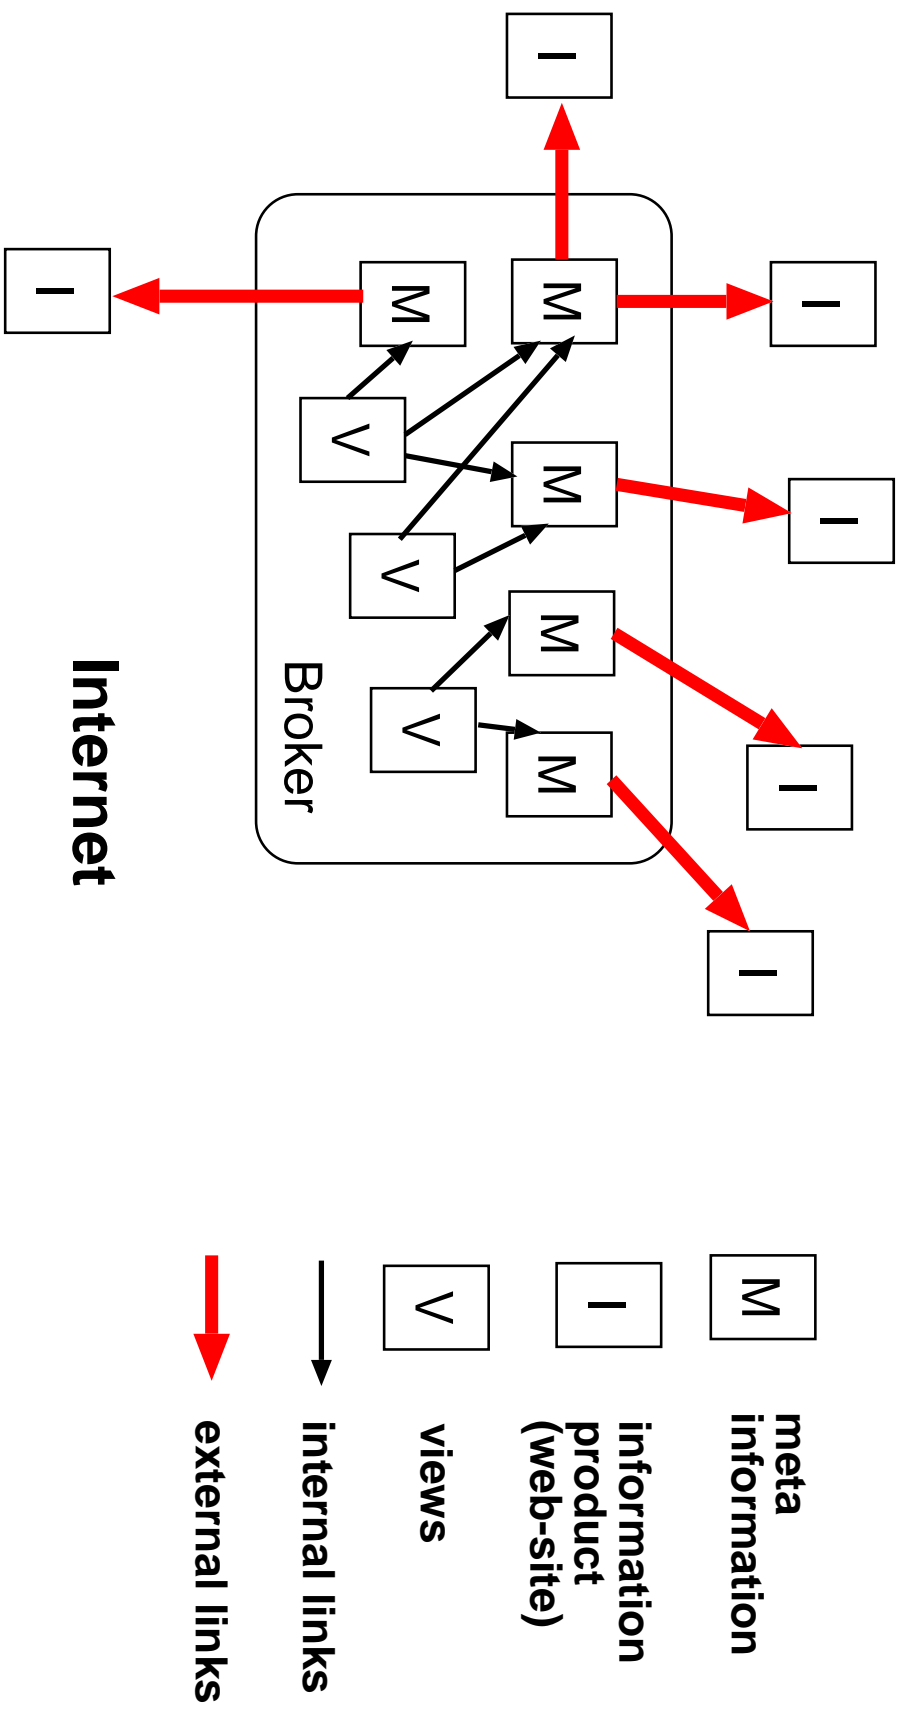 I
I
I
I
I
M
M
M
M
M
V
V
V
Broker
I
Internet
M
meta
information
I
information
product
(web-site)
V
views
internal links
external links